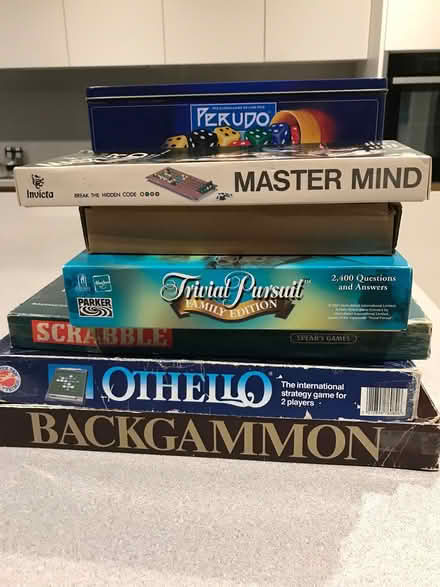 PERUDO
Invicta
BREAK THE HIDDEN CODE
MASTER MIND
PARKER
Trivial Pursuit
FAMILY EDITION
2,400 Questions
and Answers
SCRABBLE
SPEAR'S GAMES
OTHELLO
The international
strategy game for
2 players
BACKGAMMON